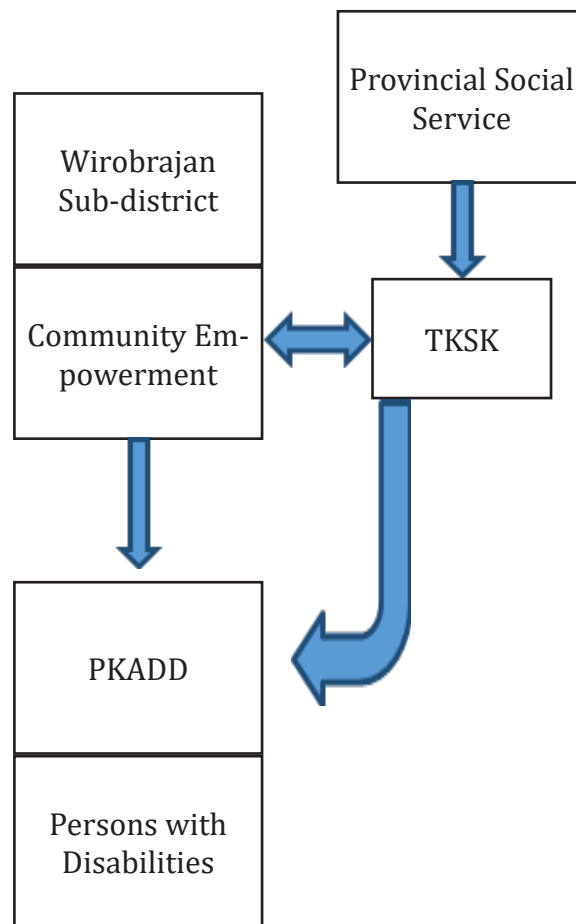 Provincial Social
Service
Wirobrajan
Sub-district
Community Em-
powerment
TKSK
PKADD
Persons with
Disabilities